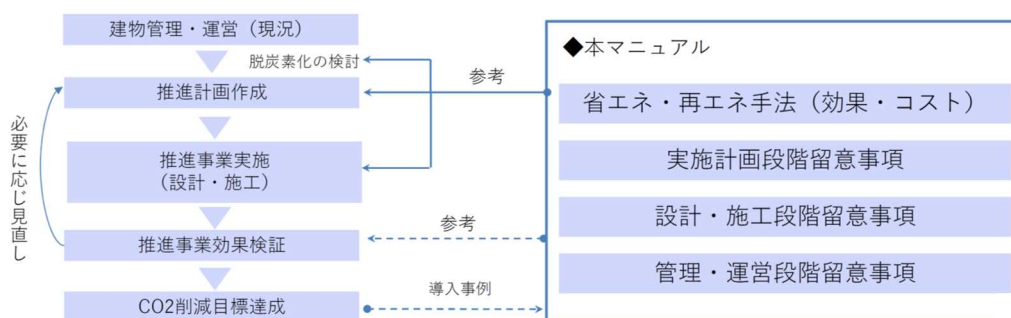 建物管理・運営（現況）
脱炭素化の検討
推進計画作成
推進事業実施
（設計・施工）
推進事業効果検証
CO2削減目標達成
必要に応じ見直し
参考
参考
導入事例
◆本マニュアル
省エネ・再エネ手法（効果・コスト）
実施計画段階留意事項
設計・施工段階留意事項
管理・運営段階留意事項